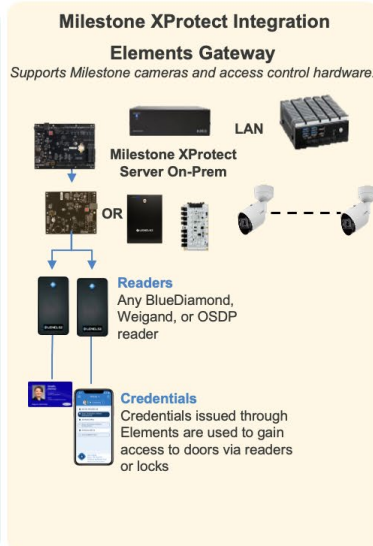 Milestone XProtect Integration
Elements Gateway
Supports Milestone cameras and access control hardware.
LAN
Milestone XProtect
Server On-Prem
OR
Readers
Any BlueDiamond,
Weigand, or OSDP
reader
Credentials
Credentials issued through
Elements are used to gain
access to doors via readers
or locks